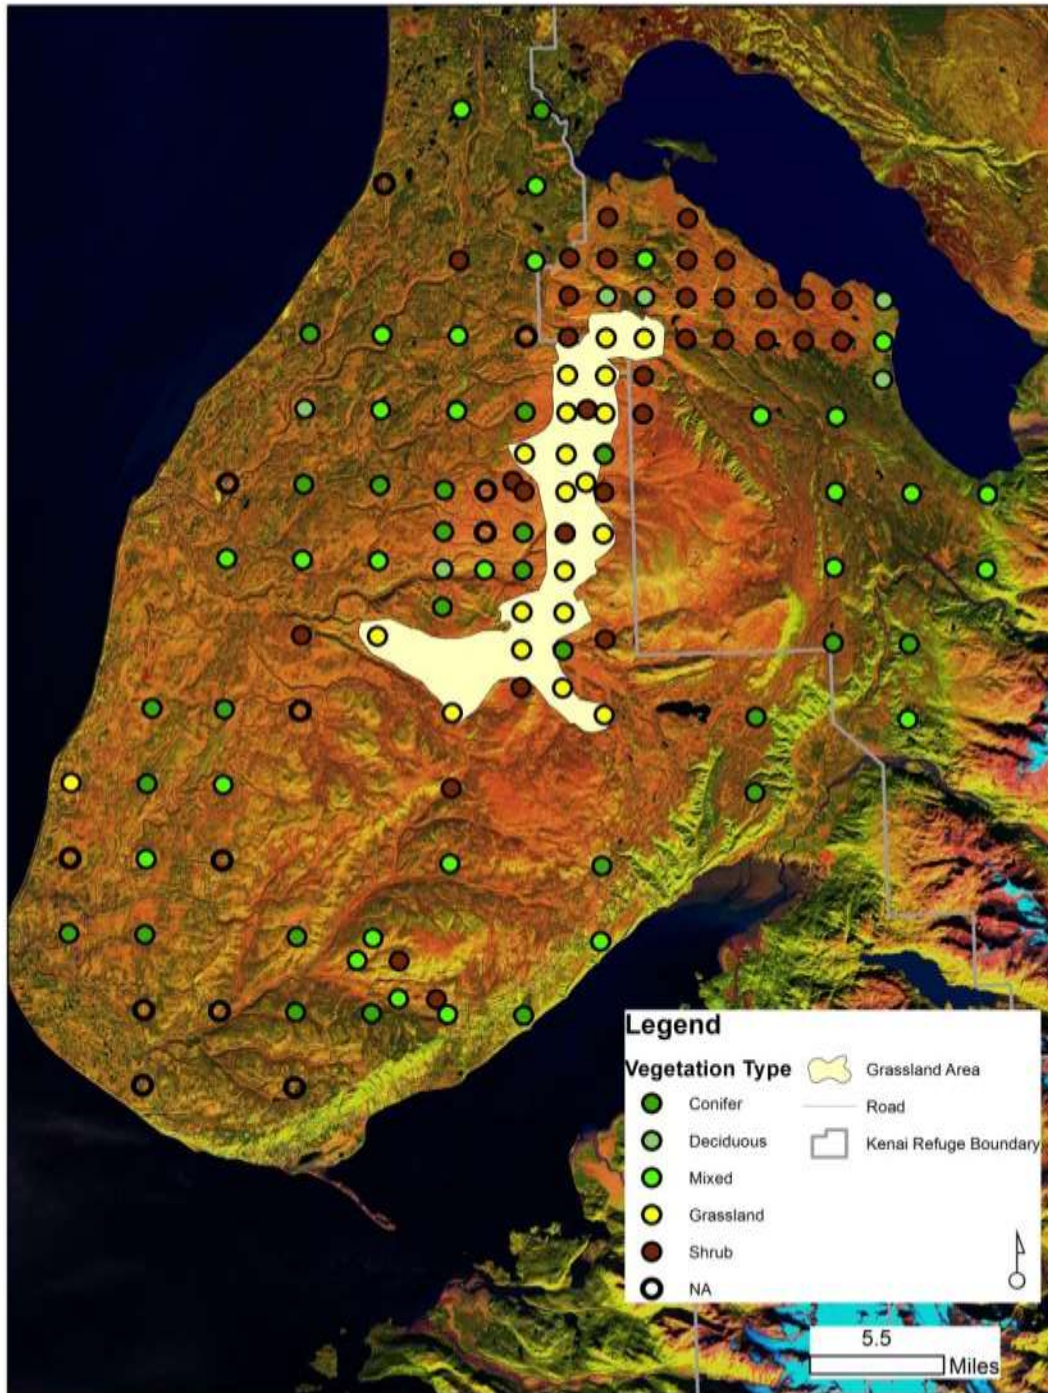 Legend
Vegetation Type
Conifer
Deciduous
Mixed
Grassland
Shrub
NA
Grassland Area
Road
Kenai Refuge Boundary
5.5
Miles